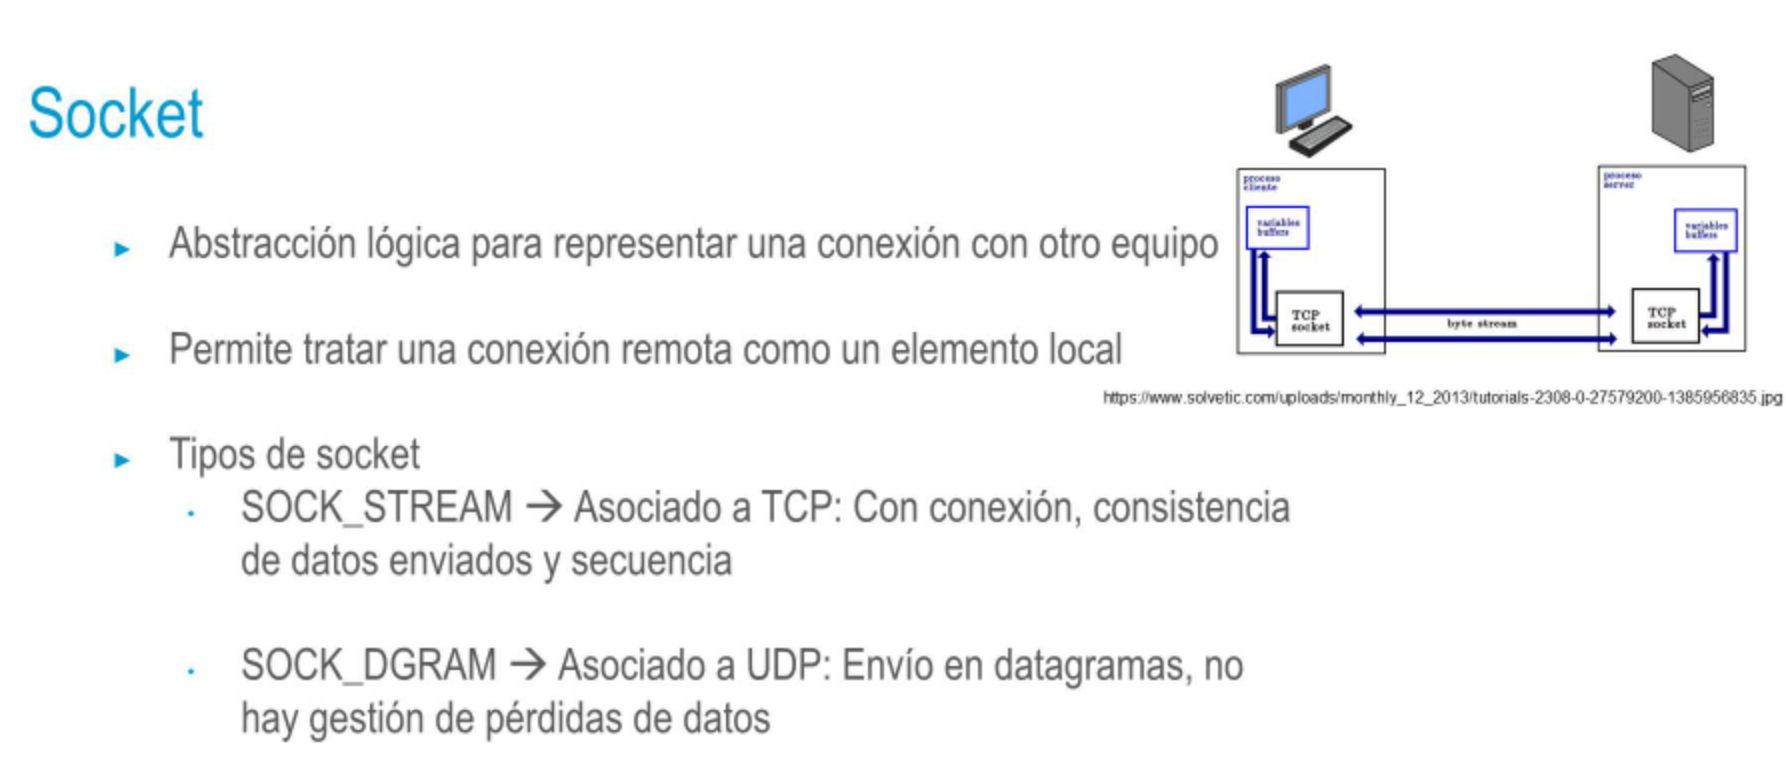 Socket
Abstracción lógica para representar una conexión con otro equipo
Permite tratar una conexión remota como un elemento local
Tipos de socket
SOCK_STREAM → Asociado a TCP: Con conexión, consistencia
de datos enviados y secuencia
SOCK_DGRAM → Asociado a UDP: Envío en datagramas, no
hay gestión de pérdidas de datos
proceso
cliente
variables
buffers
TCP
socket
byte stream
proceso
server
variables
buffers
TCP
socket
https://www.solvetic.com/uploads/monthly_12_2013/tutorials-2308-0-27579200-1385956835.jpg